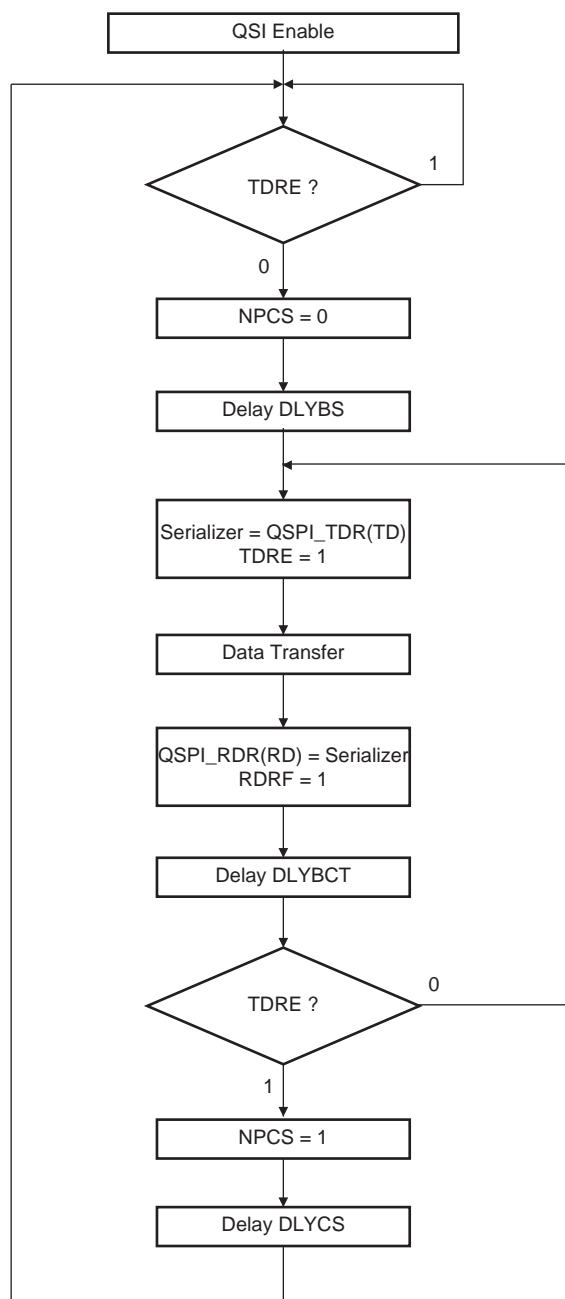 QSI Enable
1
TDRE ?
0
NPCS = 0
Delay DLYBS
Serializer = QSPI_TDR(TD)
TDRE = 1
Data Transfer
QSPI_RDR(RD) = Serializer
RDRF = 1
Delay DLYBCT
0
TDRE ?
1
NPCS = 1
Delay DLYCS